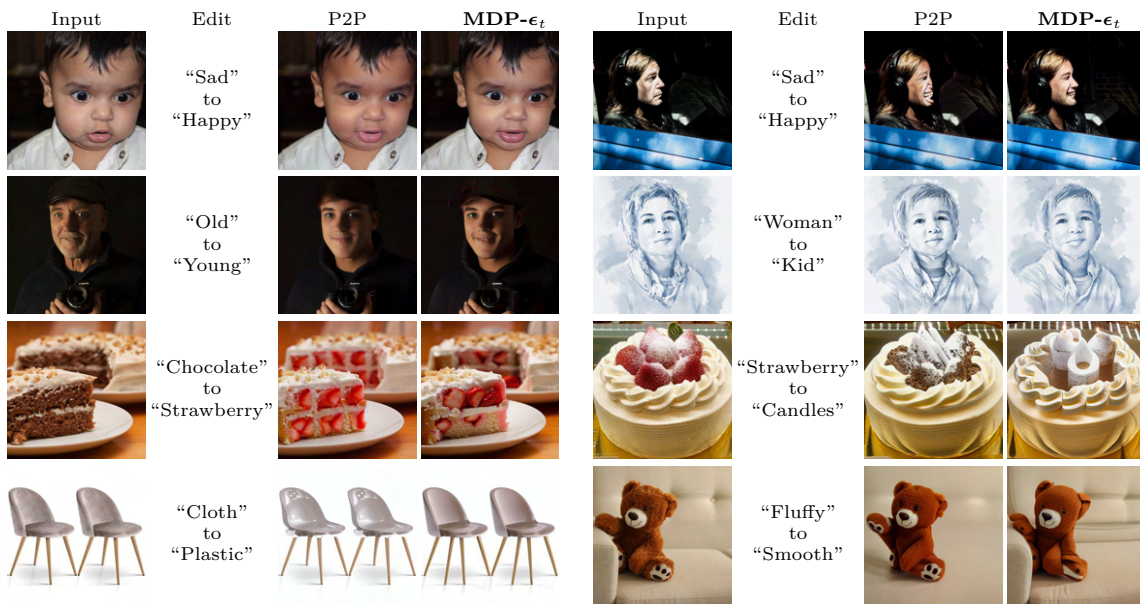 Input Edit P2P MDP-ϵt Input Edit P2P MDP-ϵt
“Sad”
to
“Happy”
“Sad”
to
“Happy”
“Old”
to
“Young”
“Woman”
to
“Kid”
“Chocolate”
to
“Strawberry”
“Strawberry”
to
“Candles”
“Cloth”
to
“Plastic”
“Fluffy”
to
“Smooth”